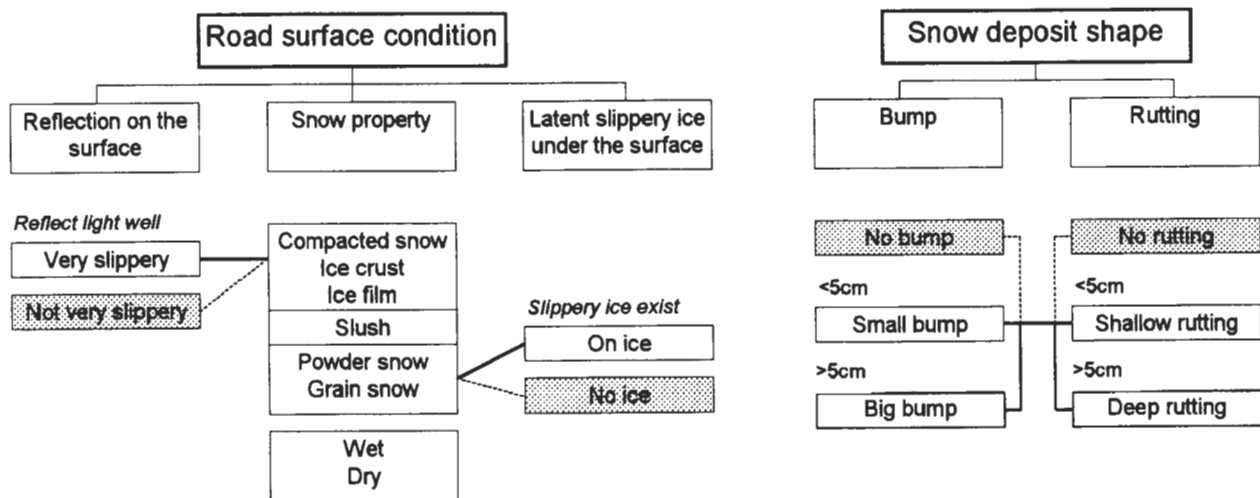 Road surface condition
Reflection on the
surface
Snow property
Latent slippery ice
under the surface
Reflect light well
Very slippery
Not very slippery
Compacted snow
Ice crust
Ice film
Slush
Powder snow
Grain snow
Wet
Dry
Slippery ice exist
On ice
No ice
Snow deposit shape
Bump
Rutting
No bump
No rutting
<5cm
<5cm
Small bump
Shallow rutting
>5cm
>5cm
Big bump
Deep rutting